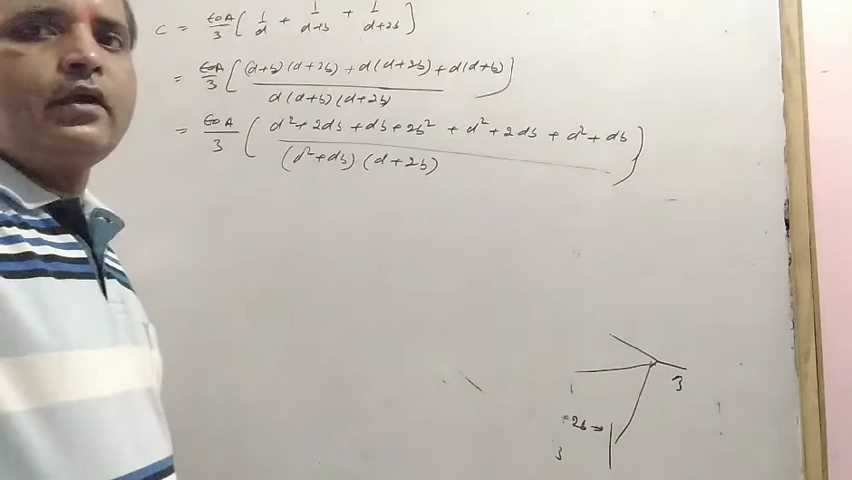 C = ε0A/3 ( 1/d + 1/d+b + 1/d+2b )
= ε0A/3 [ (d+b)(d+2b) + d(d+2b) + d(d+b) / d(d+b)(d+2b) ]
= ε0A/3 ( d²+2db+db+2b² + d²+2db + d²+db / (d²+db)(d+2b) )
3
2b
3